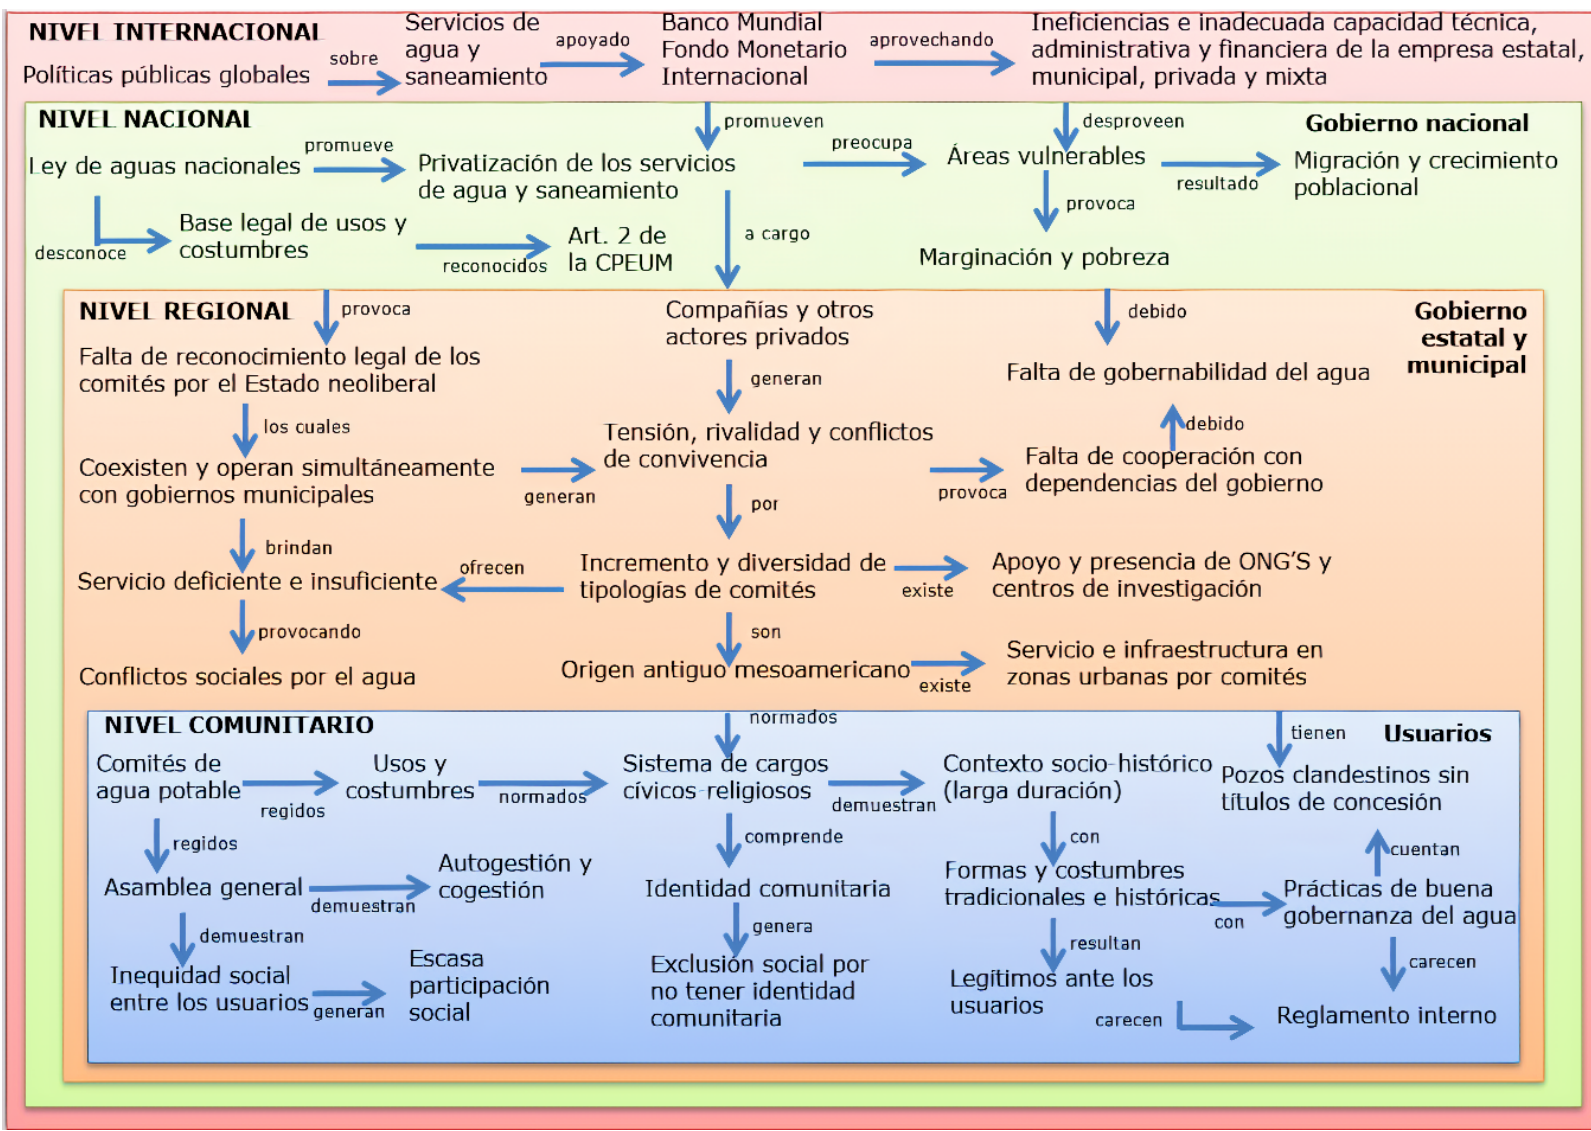 NIVEL INTERNACIONAL
Políticas públicas globales
sobre
Servicios de
agua y
saneamiento
apoyado
Banco Mundial
Fondo Monetario
Internacional
aprovechando
Ineficiencias e inadecuada capacidad técnica,
administrativa y financiera de la empresa estatal,
municipal, privada y mixta
NIVEL NACIONAL
promueven
desproveen
Gobierno nacional
Ley de aguas nacionales
promueve
Privatización de los servicios
de agua y saneamiento
preocupa
Áreas vulnerables
resultado
Migración y crecimiento
poblacional
desconoce
Base legal de usos y
costumbres
reconocidos
Art. 2 de
la CPEUM
a cargo
provoca
Marginación y pobreza
NIVEL REGIONAL
provoca
Compañías y otros
actores privados
debido
Gobierno
estatal y
municipal
Falta de reconocimiento legal de los
comités por el Estado neoliberal
generan
Falta de gobernabilidad del agua
los cuales
Tensión, rivalidad y conflictos
de convivencia
debido
Coexisten y operan simultáneamente
con gobiernos municipales
generan
provoca
Falta de cooperación con
dependencias del gobierno
por
brindan
Servicio deficiente e insuficiente
ofrecen
Incremento y diversidad de
tipologías de comités
existe
Apoyo y presencia de ONG'S y
centros de investigación
provocando
son
Conflictos sociales por el agua
Origen antiguo mesoamericano
existe
Servicio e infraestructura en
zonas urbanas por comités
NIVEL COMUNITARIO
normados
tienen
Usuarios
Comités de
agua potable
regidos
Usos y
costumbres
normados
Sistema de cargos
cívicos-religiosos
demuestran
Contexto socio-histórico
(larga duración)
Pozos clandestinos sin
títulos de concesión
regidos
comprende
con
cuentan
Asamblea general
demuestran
Autogestión y
cogestión
Identidad comunitaria
Formas y costumbres
tradicionales e históricas
con
Prácticas de buena
gobernanza del agua
demuestran
genera
resultan
carecen
Inequidad social
entre los usuarios
generan
Escasa
participación
social
Exclusión social por
no tener identidad
comunitaria
Legítimos ante los
usuarios
carecen
Reglamento interno